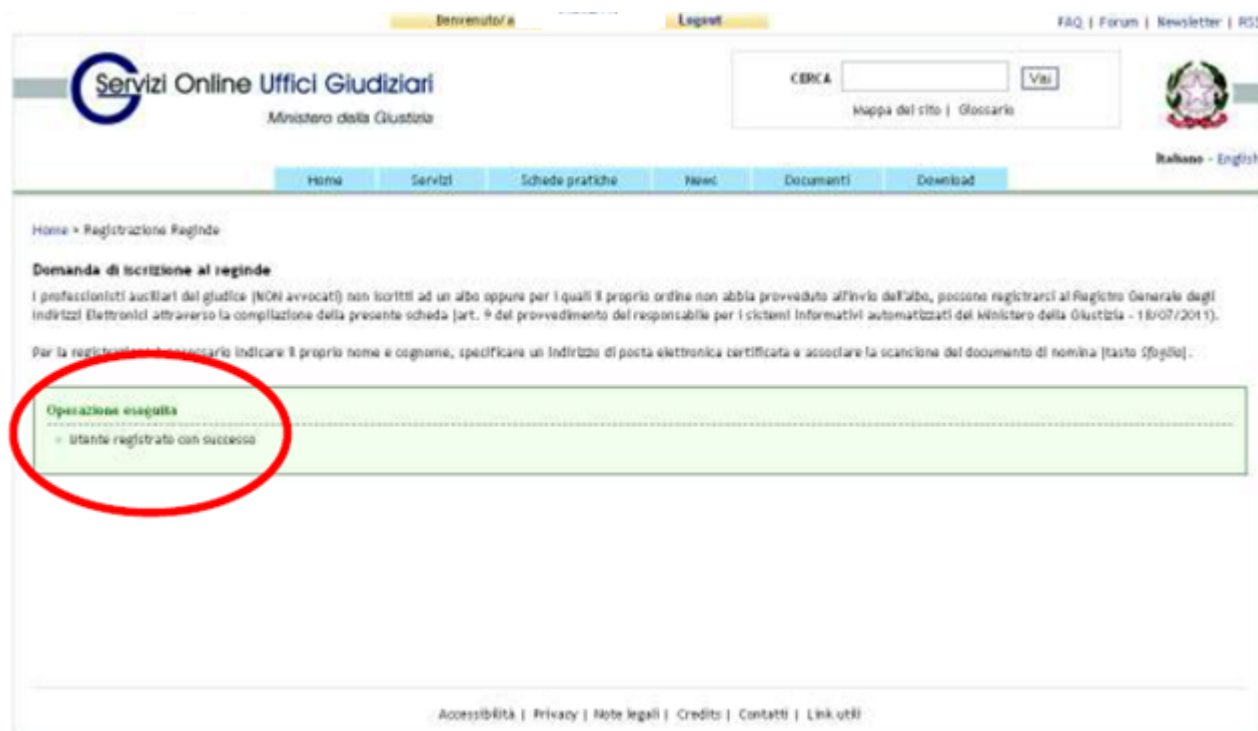 Benvenuto/a
Logout
FAQ | Forum | Newsletter | RSS
Servizi Online Uffici Giudiziari
Ministero della Giustizia
CERCA
Vai
Mappa del sito | Glossario
Italiano - English
Home Servizi Schede pratiche News Documenti Download
Home > Registrazione Reginde
Domanda di iscrizione al reginde
I professionisti ausiliari del giudice (NON avvocati) non iscritti ad un albo oppure per i quali il proprio ordine non abbia provveduto all'invio dell'albo, possono registrarsi al Registro Generale degli
Indirizzi Elettronici attraverso la compilazione della presente scheda (art. 9 del provvedimento del responsabile per i sistemi informativi automatizzati del Ministero della Giustizia - 18/07/2011).
Per la registrazione è necessario indicare il proprio nome e cognome, specificare un indirizzo di posta elettronica certificata e associare la scansione del documento di nomina (tasto Sfoglia).
Operazione eseguita
Utente registrato con successo
Accessibilità | Privacy | Note legali | Credits | Contatti | Link utili